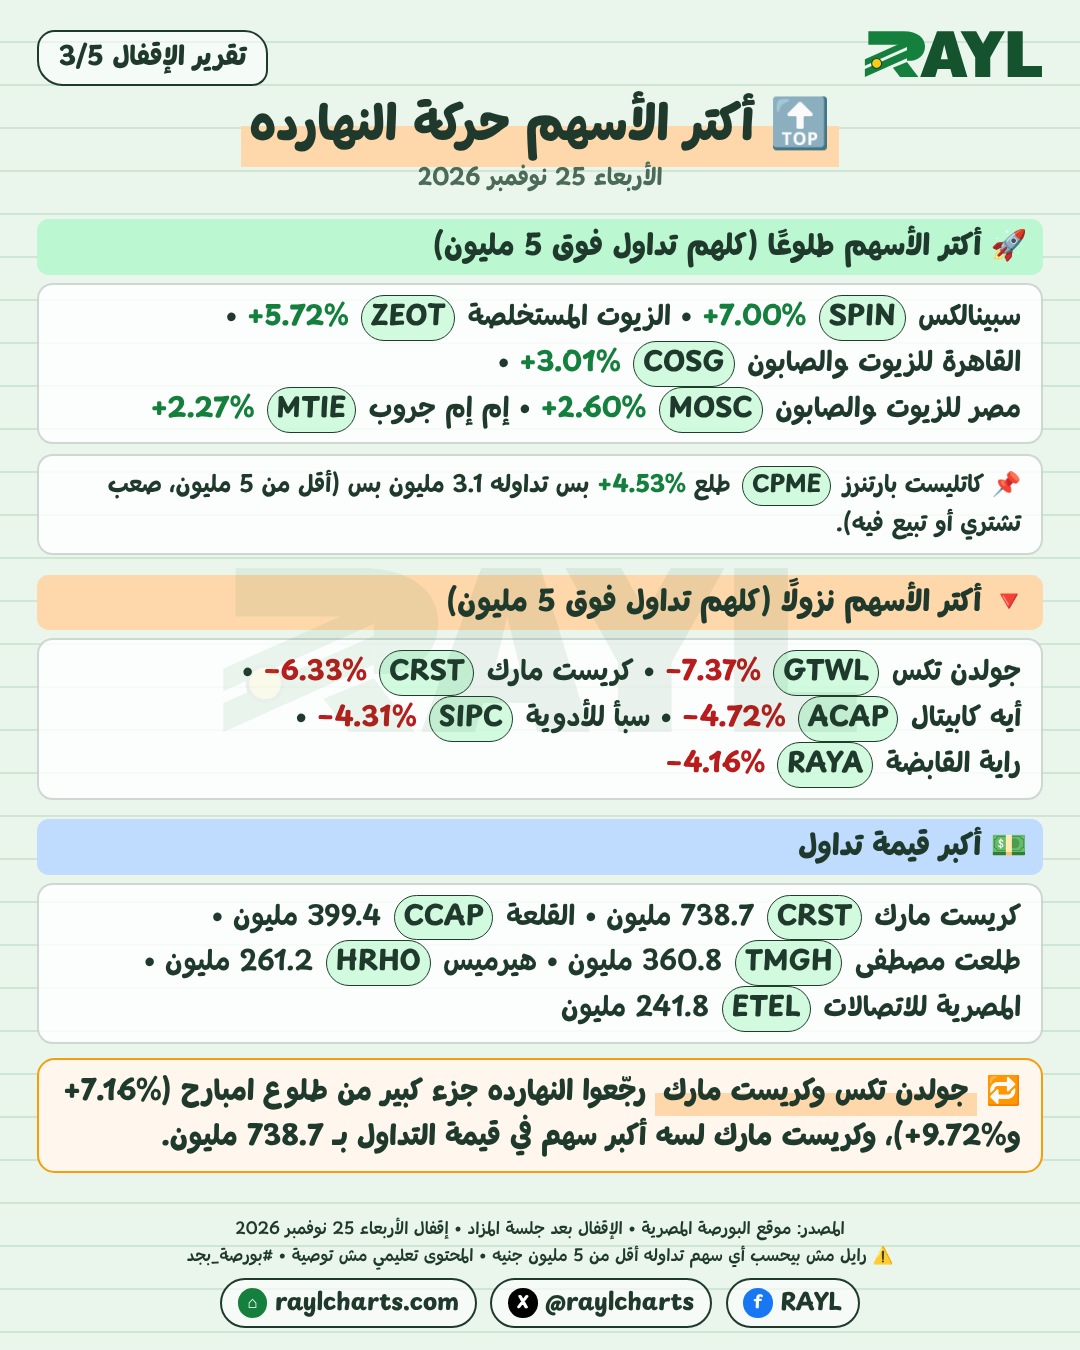 RAYL
تقرير الإقفال 3/5
🔝 أكتر الأسهم حركة النهارده
الأربعاء 25 نوفمبر 2026
🚀 أكتر الأسهم طلوعًا (كلهم تداول فوق 5 مليون)
سبينالكس SPIN +7.00% • الزيوت المستخلصة ZEOT +5.72% •
القاهرة للزيوت والصابون COSG +3.01% •
مصر للزيوت والصابون MOSC +2.60% • إم إم جروب MTIE +2.27%
📌 كاتليست بارتنرز CPME طلع +4.53% بس تداوله 3.1 مليون بس (أقل من 5 مليون، صعب
تشتري أو تبيع فيه).
🔻 أكتر الأسهم نزولًا (كلهم تداول فوق 5 مليون)
جولدن تكس GTWL −7.37% • كريست مارك CRST −6.33% •
أيه كابيتال ACAP −4.72% • سبأ للأدوية SIPC −4.31% •
راية القابضة RAYA −4.16%
💵 أكبر قيمة تداول
كريست مارك CRST 738.7 مليون • القلعة CCAP 399.4 مليون •
طلعت مصطفى TMGH 360.8 مليون • هيرميس HRHO 261.2 مليون •
المصرية للاتصالات ETEL 241.8 مليون
🔁 جولدن تكس وكريست مارك رجّعوا النهارده جزء كبير من طلوع امبارح (+7.16%
و+9.72%)، وكريست مارك لسه أكبر سهم في قيمة التداول بـ 738.7 مليون.
المصدر: موقع البورصة المصرية • الإقفال بعد جلسة المزاد • إقفال الأربعاء 25 نوفمبر 2026
⚠️ رايل مش بيحسب أي سهم تداوله أقل من 5 مليون جنيه • المحتوى تعليمي مش توصية • #بورصة_بجد
RAYL
@raylcharts
raylcharts.com